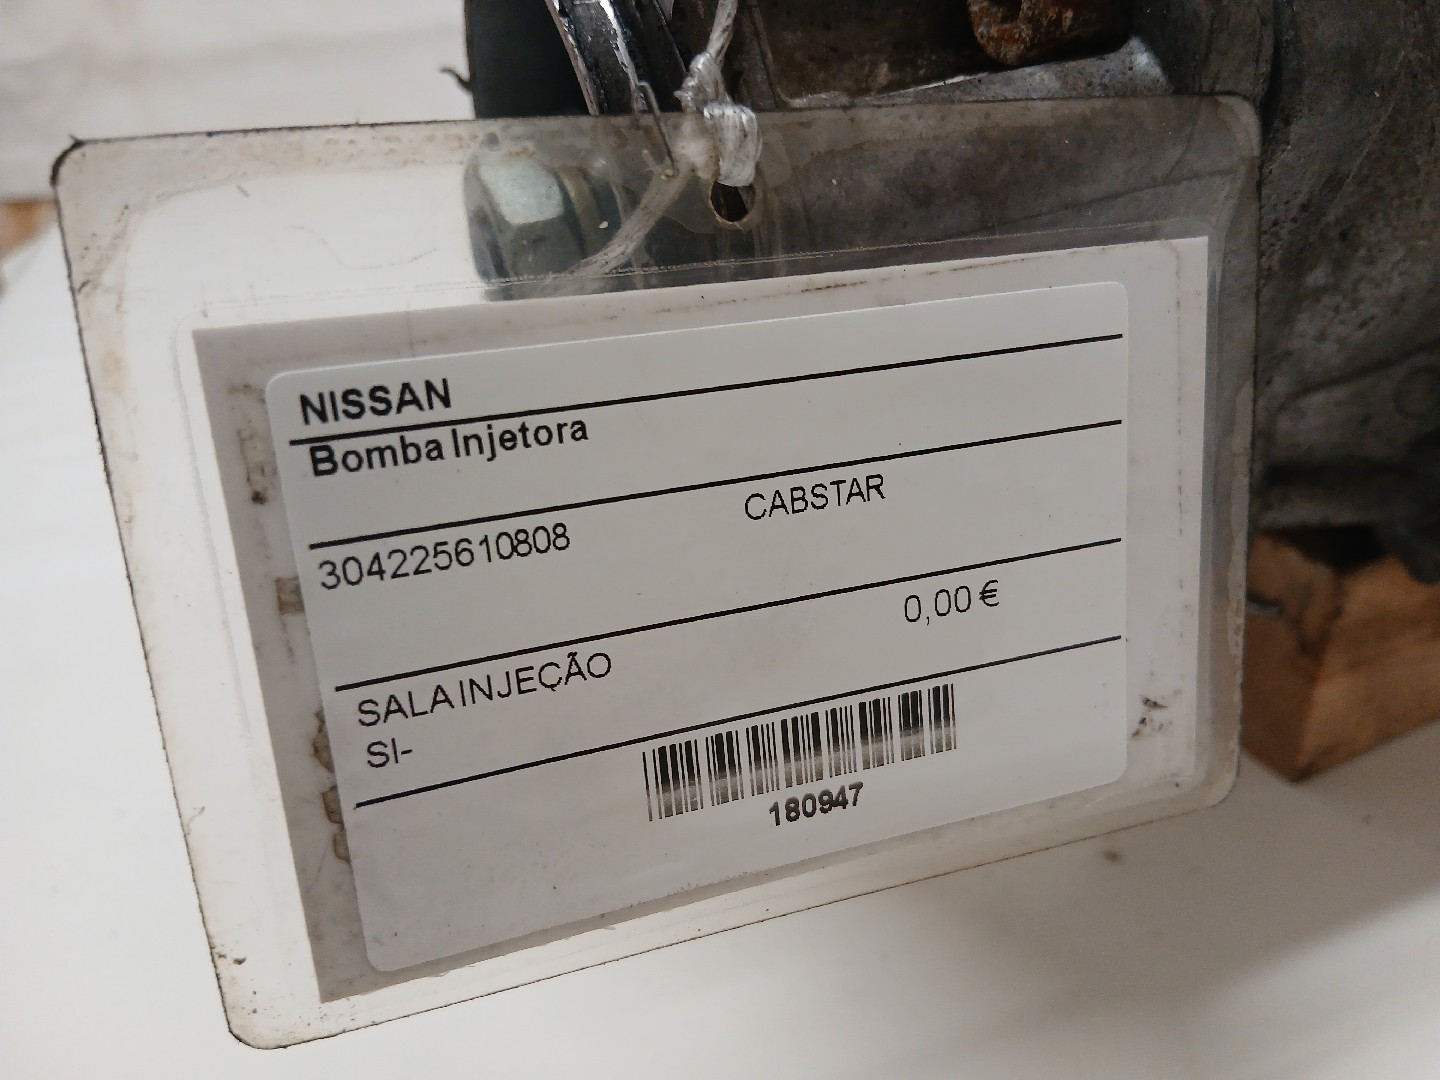 NISSAN
Bomba Injetora
304225610808 CABSTAR
0,00 €
SALA INJEÇÃO
SI-
180947